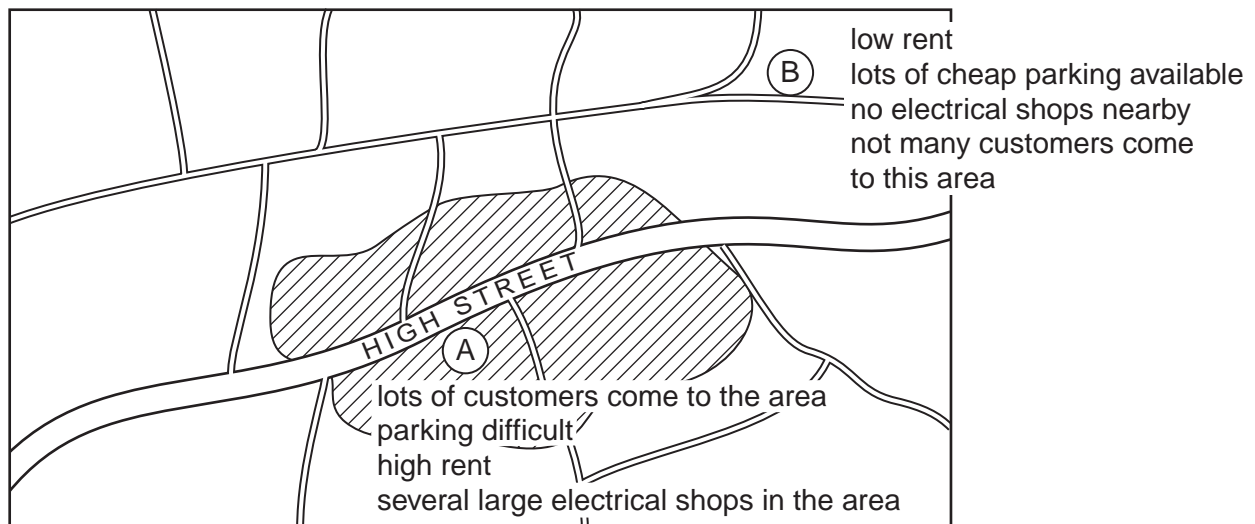 B
low rent
lots of cheap parking available
no electrical shops nearby
not many customers come
to this area
HIGH STREET
A
lots of customers come to the area
parking difficult
high rent
several large electrical shops in the area